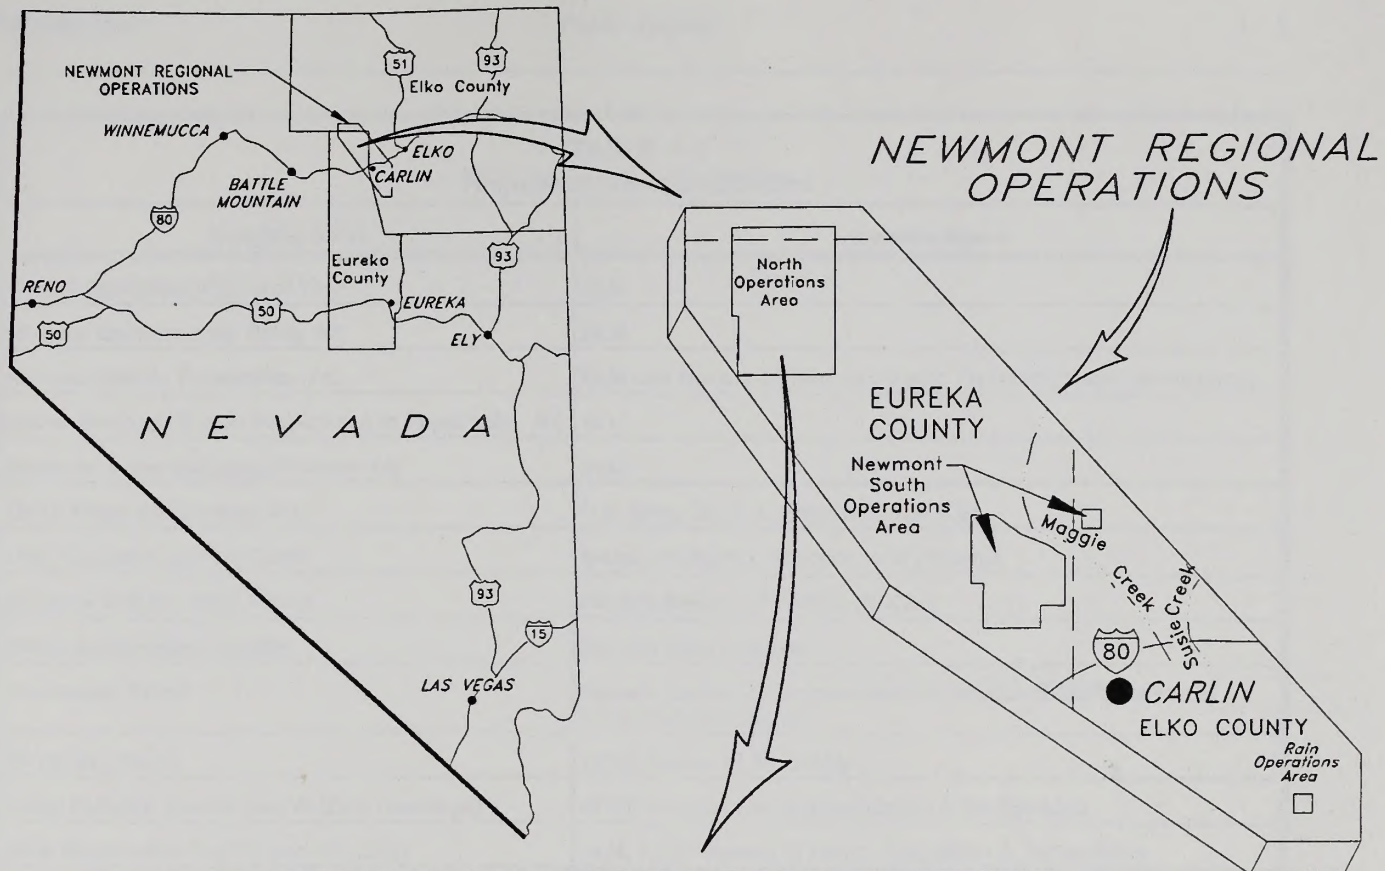 NEWMONT REGIONAL
OPERATIONS
51
93
Elko County
WINNEMUCCA
ELKO
CARLIN
BATTLE
MOUNTAIN
80
Eureko
County
93
RENO
50
50
EUREKA
ELY
N E V A D A
93
15
LAS VEGAS
NEWMONT REGIONAL
OPERATIONS
North
Operations
Area
EUREKA
COUNTY
Newmont
South
Operations
Area
Maggie
Creek
Susie Creek
80
CARLIN
ELKO COUNTY
Rain
Operations
Area